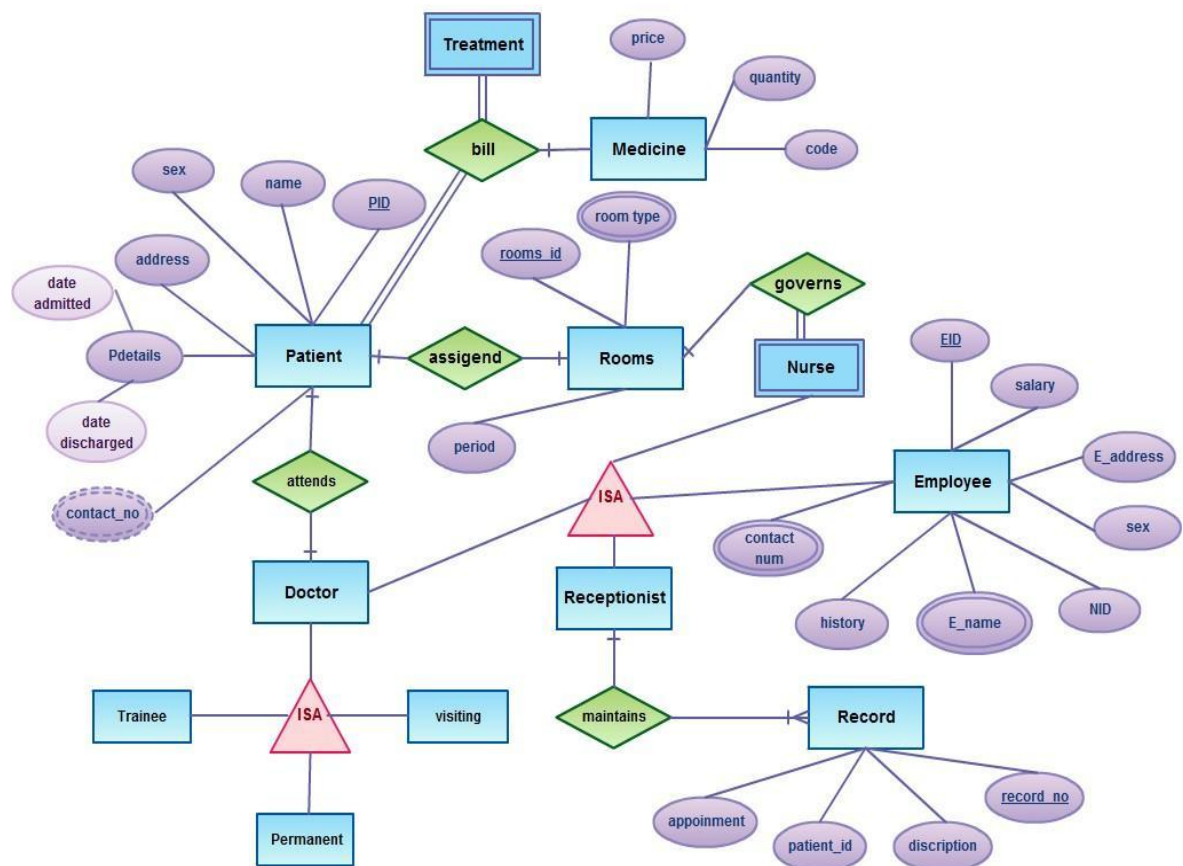 Treatment
price
quantity
bill
Medicine
code
sex
name
PID
room type
rooms_id
address
date
admitted
governs
Pdetails
Patient
assigend
Rooms
Nurse
EID
salary
date
discharged
period
E_address
attends
ISA
Employee
contact_no
contact
num
sex
Doctor
Receptionist
history
E_name
NID
Trainee
ISA
visiting
maintains
Record
Permanent
appoinment
patient_id
discription
record_no